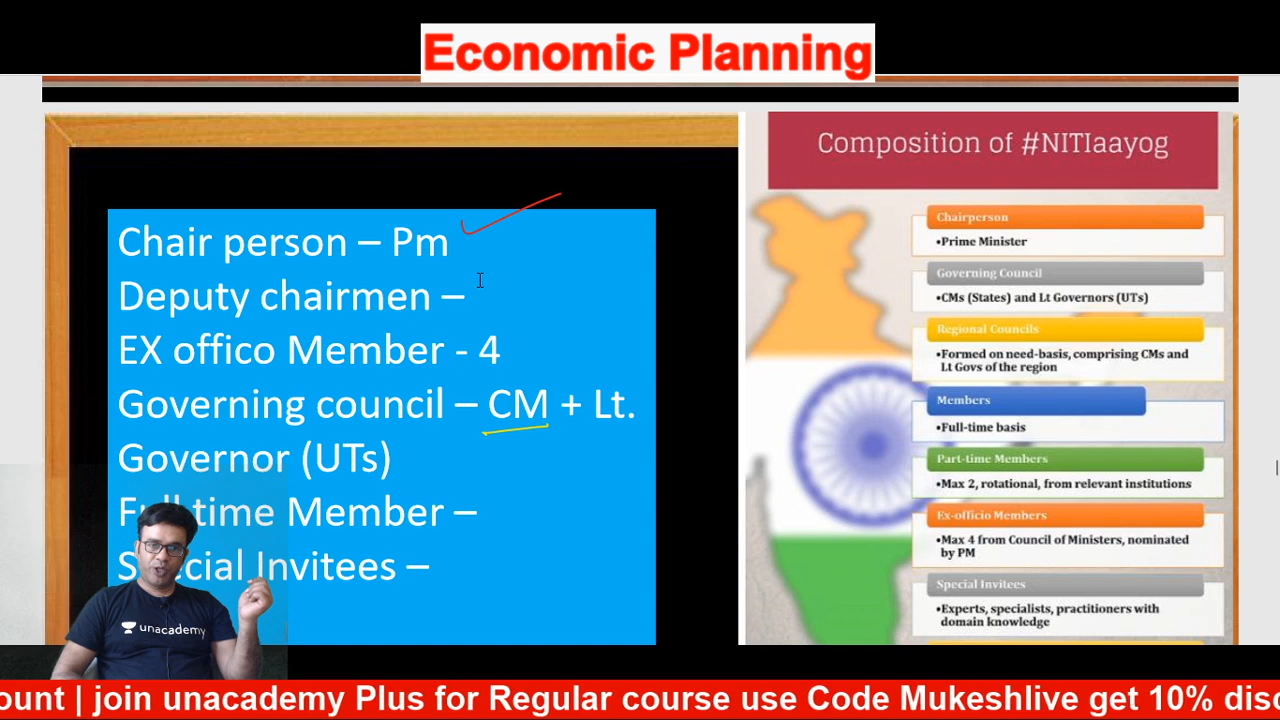 Economic Planning
Chair person – Pm
Deputy chairmen –
EX offico Member - 4
Governing council – CM + Lt.
Governor (UTs)
Full time Member –
Special Invitees –
unacademy
Composition of #NITIaayog
Chairperson
•Prime Minister
Governing Council
•CMs (States) and Lt Governors (UTs)
Regional Councils
•Formed on need-basis, comprising CMs and
Lt Govs of the region
Members
•Full-time basis
Part-time Members
•Max 2, rotational, from relevant institutions
Ex-officio Members
•Max 4 from Council of Ministers, nominated
by PM
Special Invitees
•Experts, specialists, practitioners with
domain knowledge
ount | join unacademy Plus for Regular course use Code Mukeshlive get 10% disc